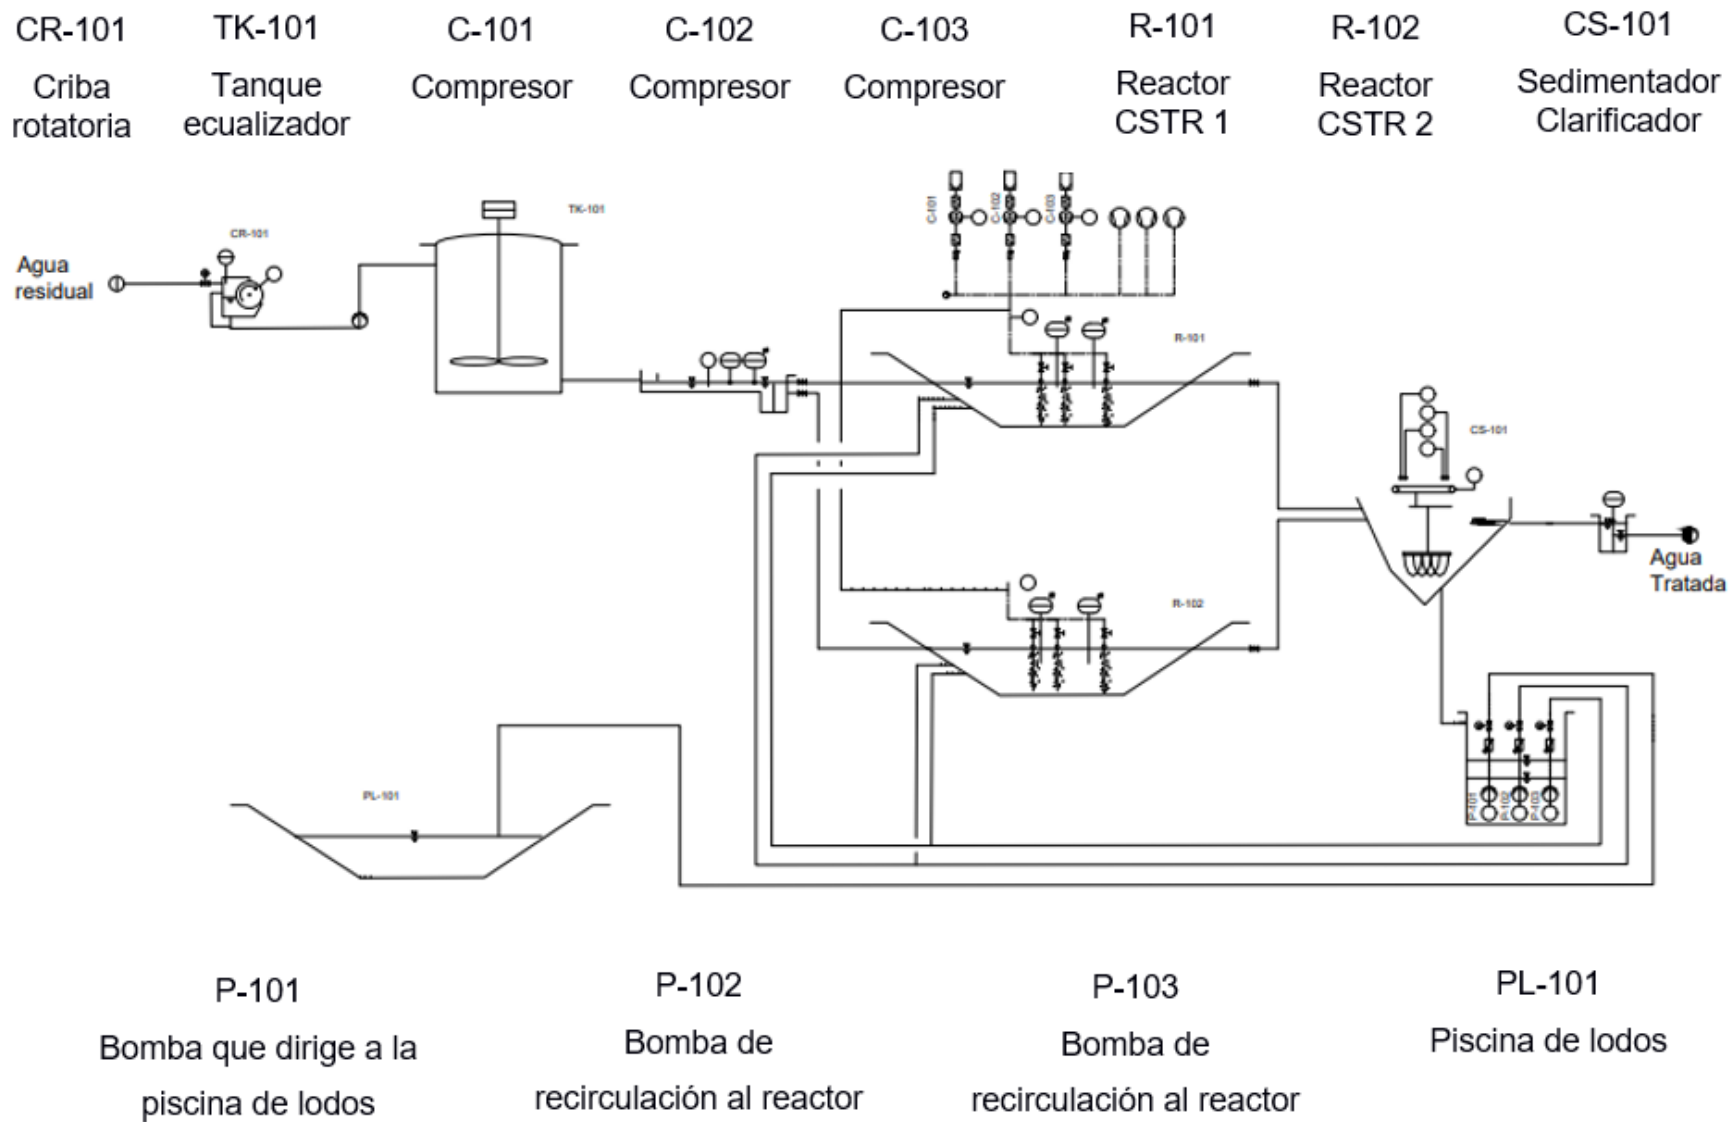 CR-101 TK-101 C-101 C-102 C-103 R-101 R-102 CS-101
Criba Tanque Compresor Compresor Compresor Reactor Reactor Sedimentador
rotatoria ecualizador CSTR 1 CSTR 2 Clarificador
C-101 C-102 C-103
TK-101
CR-101
Agua
residual
R-101
CS-101
Agua
Tratada
R-102
PL-101
P-101 P-102 P-103
P-101 P-102 P-103 PL-101
Bomba que dirige a la Bomba de Bomba de Piscina de lodos
piscina de lodos recirculación al reactor recirculación al reactor